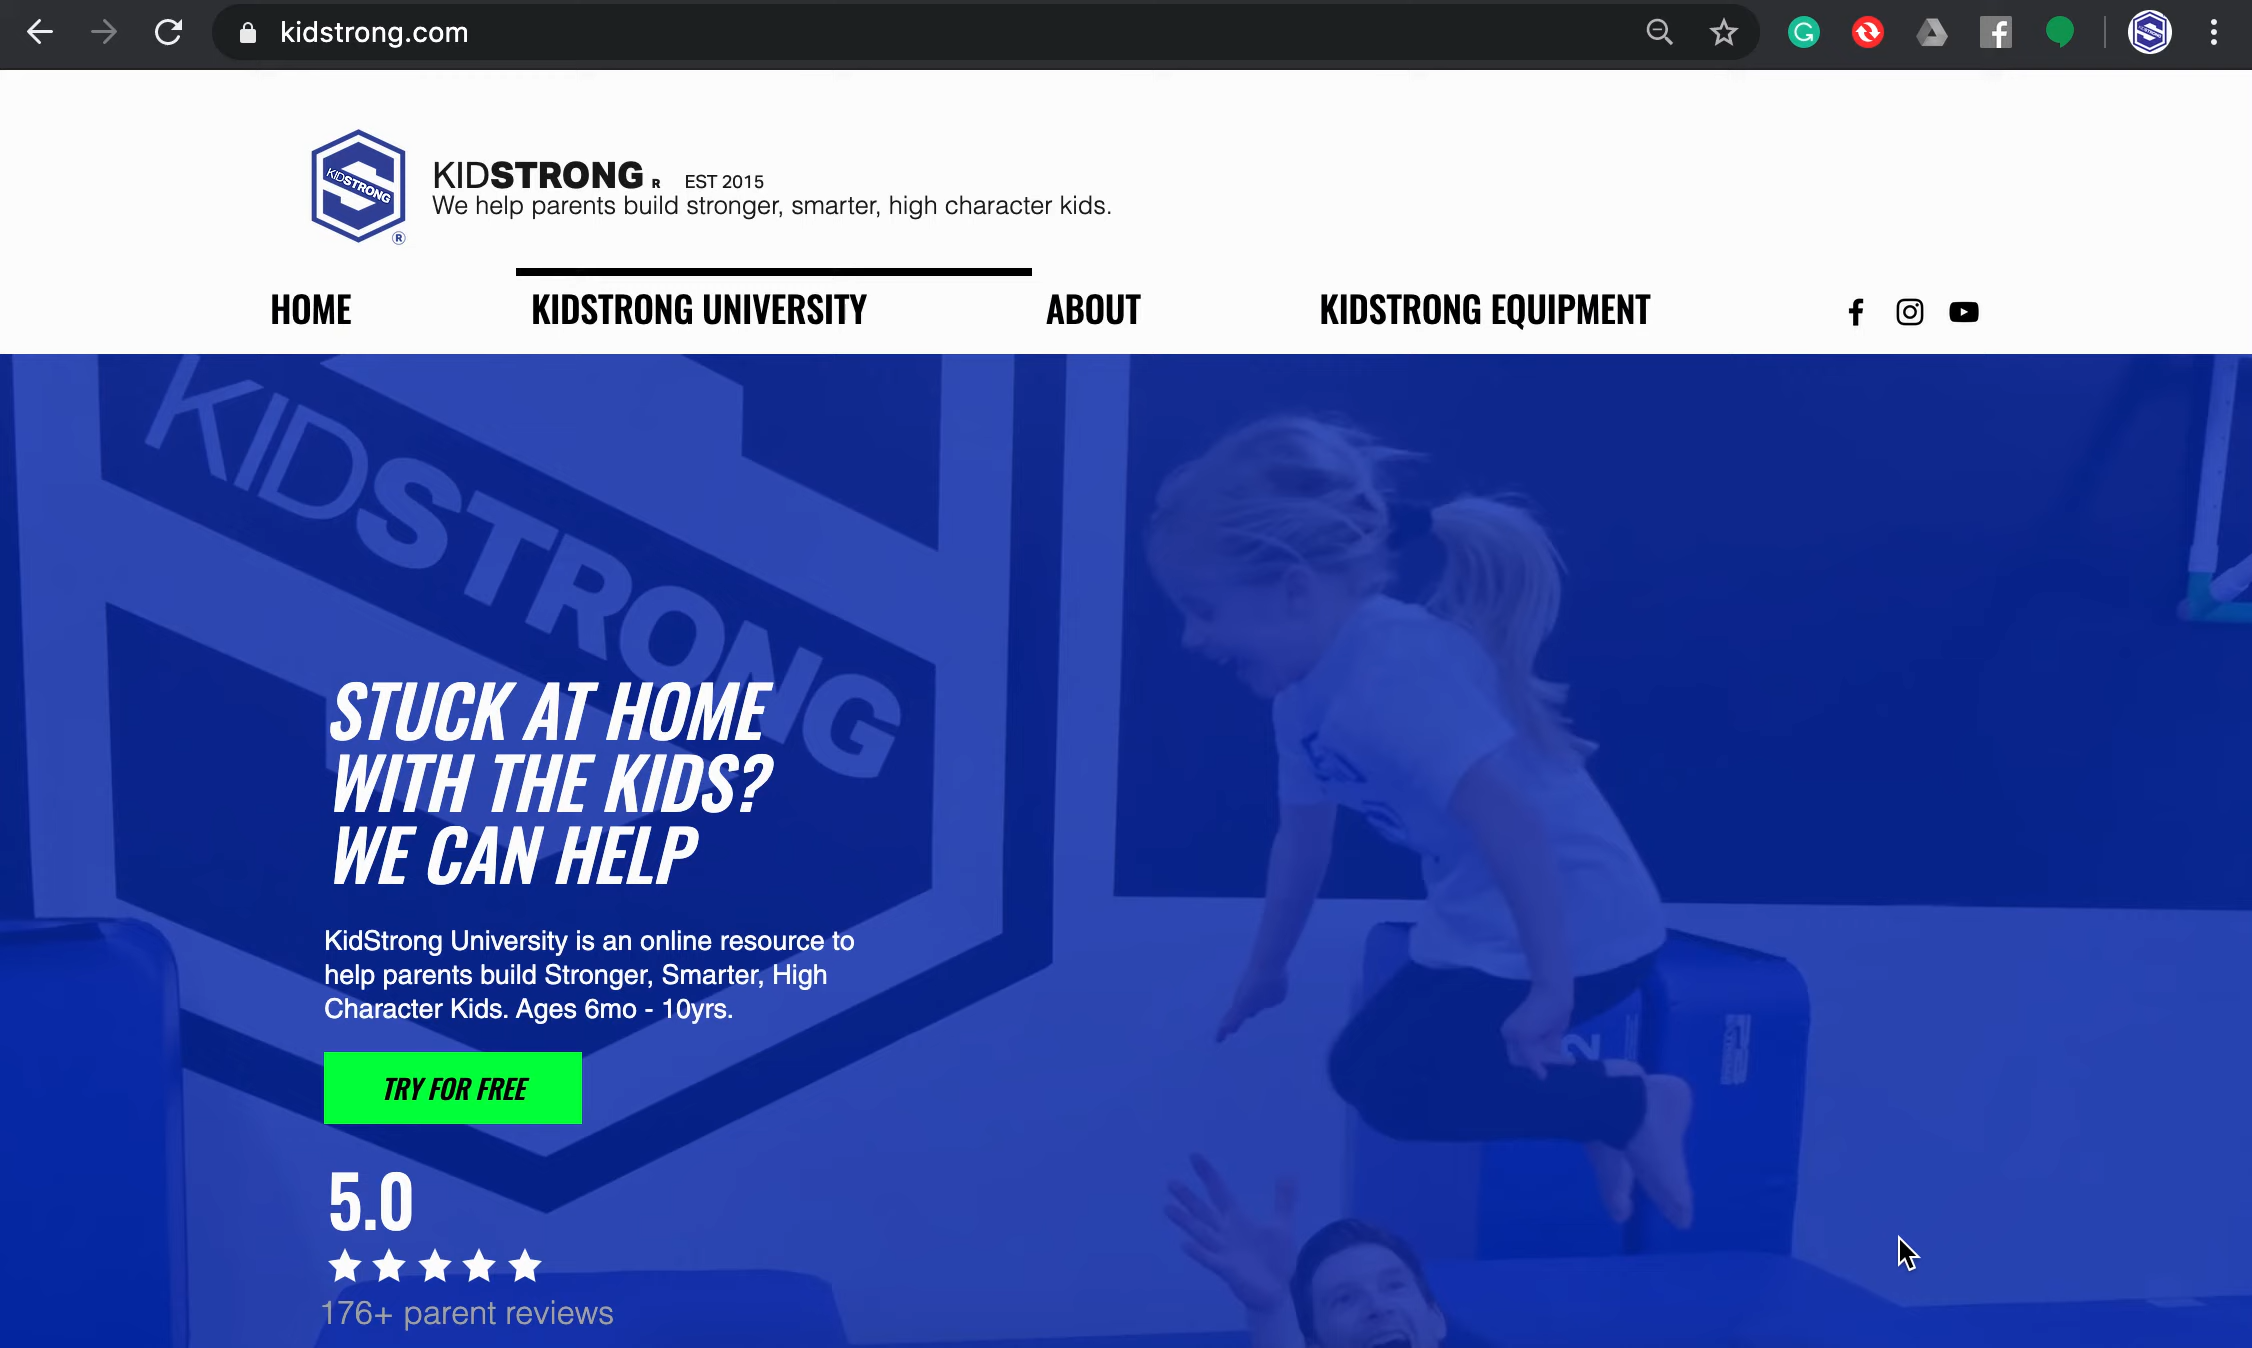 kidstrong.com
KIDSTRONG
®
KIDSTRONG R EST 2015
We help parents build stronger, smarter, high character kids.
HOME KIDSTRONG UNIVERSITY ABOUT KIDSTRONG EQUIPMENT
KIDSTRONG
STUCK AT HOME
WITH THE KIDS?
WE CAN HELP
KidStrong University is an online resource to
help parents build Stronger, Smarter, High
Character Kids. Ages 6mo - 10yrs.
2
TRY FOR FREE
5.0
176+ parent reviews